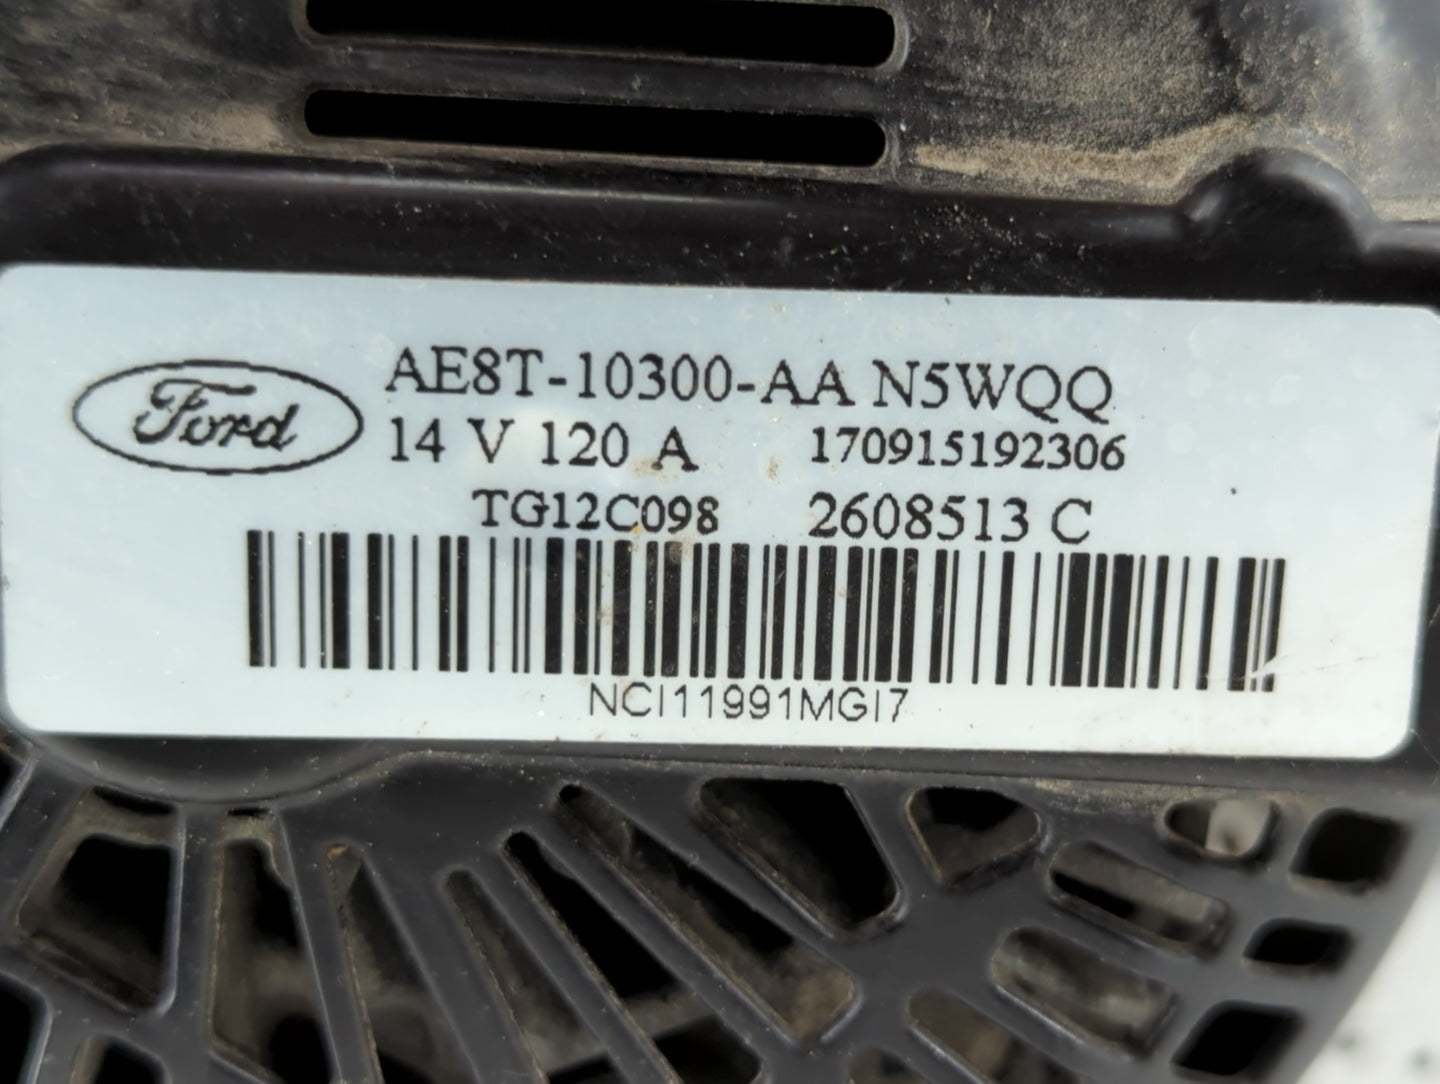 Ford
AE8T-10300-AA N5WQQ
14 V 120 A 170915192306
TG12C098 2608513 C
NCI11991MGI7